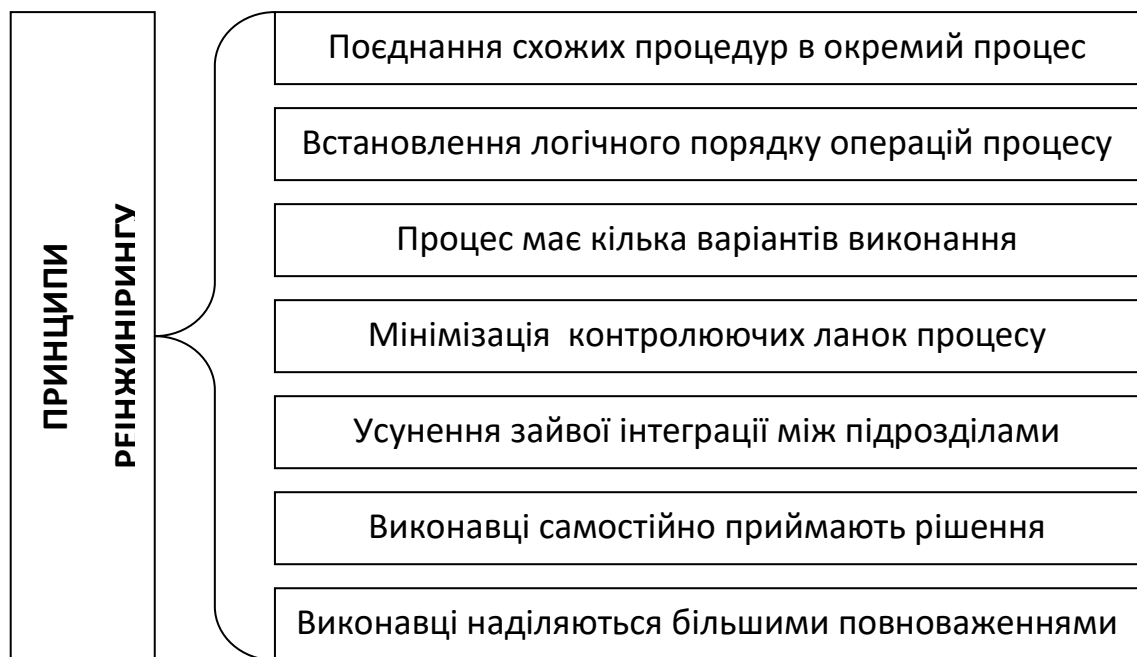 ПРИНЦИПИ
РЕІНЖИНІРИНГУ
Поєднання схожих процедур в окремий процес
Встановлення логічного порядку операцій процесу
Процес має кілька варіантів виконання
Мінімізація контролюючих ланок процесу
Усунення зайвої інтеграції між підрозділами
Виконавці самостійно приймають рішення
Виконавці наділяються більшими повноваженнями